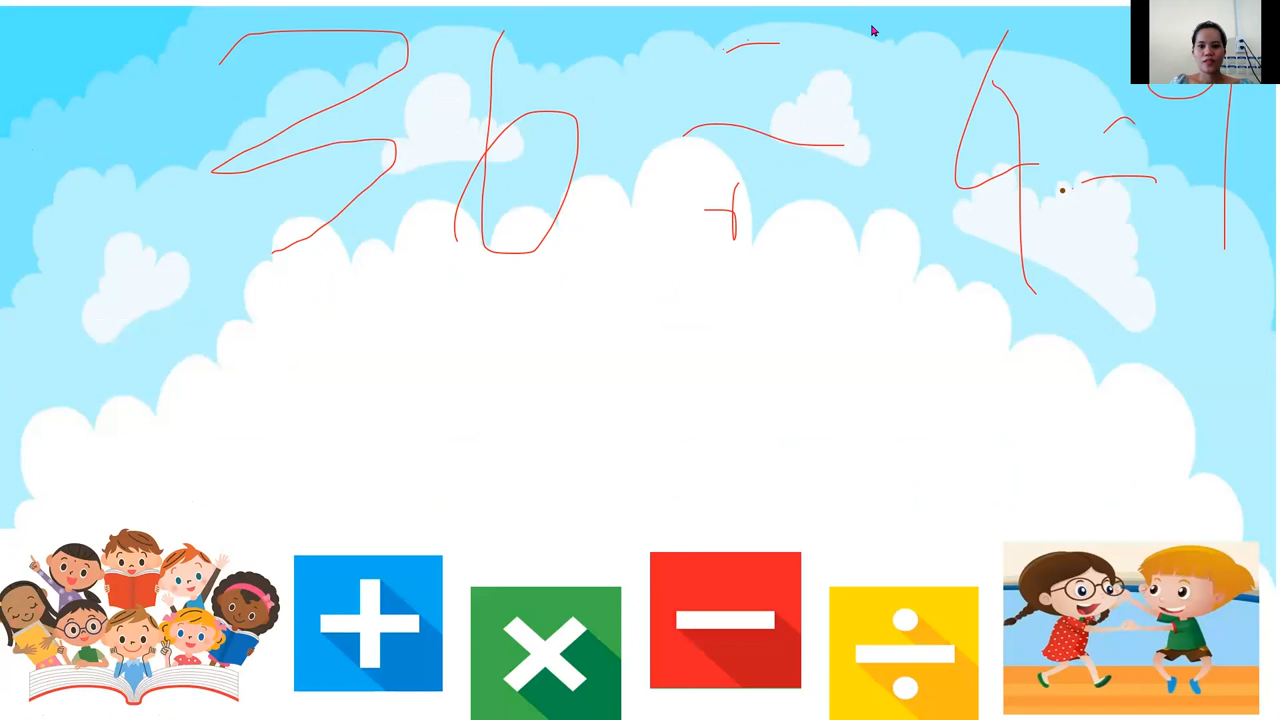 36 ÷ 4 = 9
+ × − ÷